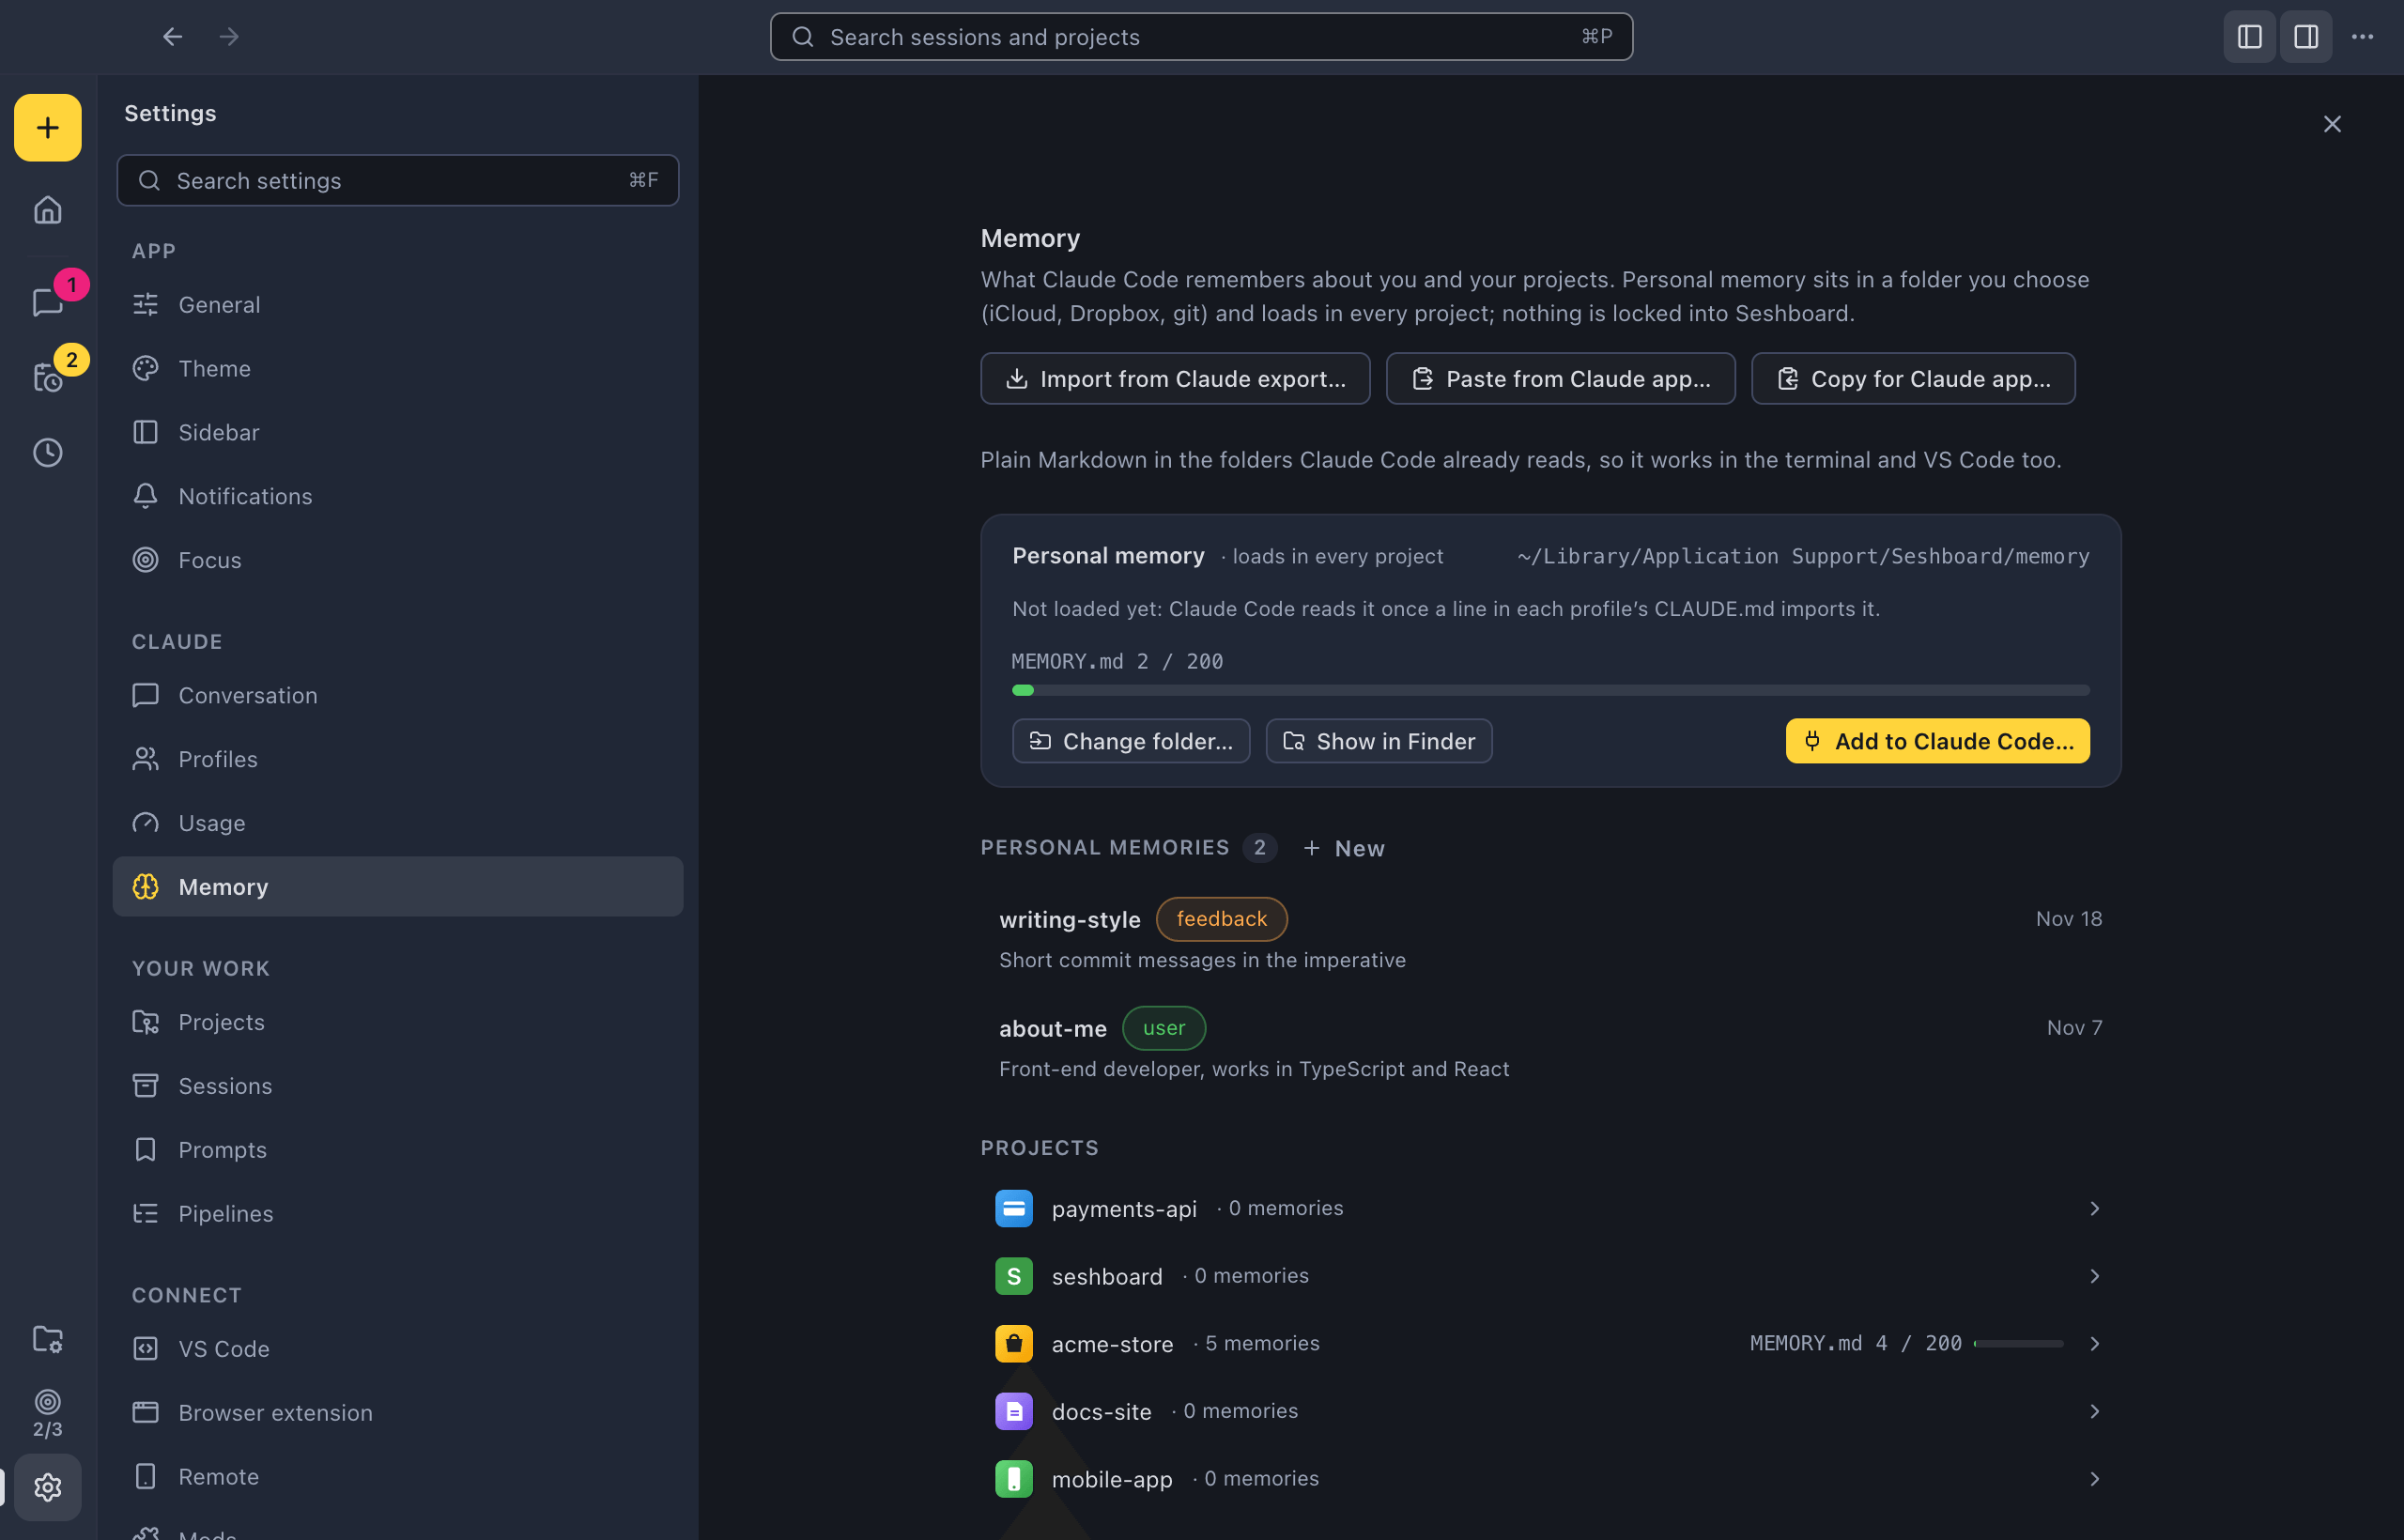 Search sessions and projects ⌘P
Settings
Search settings ⌘F
APP
General
Theme
Sidebar
Notifications
Focus
CLAUDE
Conversation
Profiles
Usage
Memory
YOUR WORK
Projects
Sessions
Prompts
Pipelines
CONNECT
VS Code
Browser extension
Remote
Mods
1
2
2/3
Memory
What Claude Code remembers about you and your projects. Personal memory sits in a folder you choose
(iCloud, Dropbox, git) and loads in every project; nothing is locked into Seshboard.
Import from Claude export...
Paste from Claude app...
Copy for Claude app...
Plain Markdown in the folders Claude Code already reads, so it works in the terminal and VS Code too.
Personal memory · loads in every project ~/Library/Application Support/Seshboard/memory
Not loaded yet: Claude Code reads it once a line in each profile’s CLAUDE.md imports it.
MEMORY.md 2 / 200
Change folder...
Show in Finder
Add to Claude Code...
PERSONAL MEMORIES 2 + New
writing-style feedback Nov 18
Short commit messages in the imperative
about-me user Nov 7
Front-end developer, works in TypeScript and React
PROJECTS
payments-api · 0 memories
S seshboard · 0 memories
acme-store · 5 memories MEMORY.md 4 / 200
docs-site · 0 memories
mobile-app · 0 memories